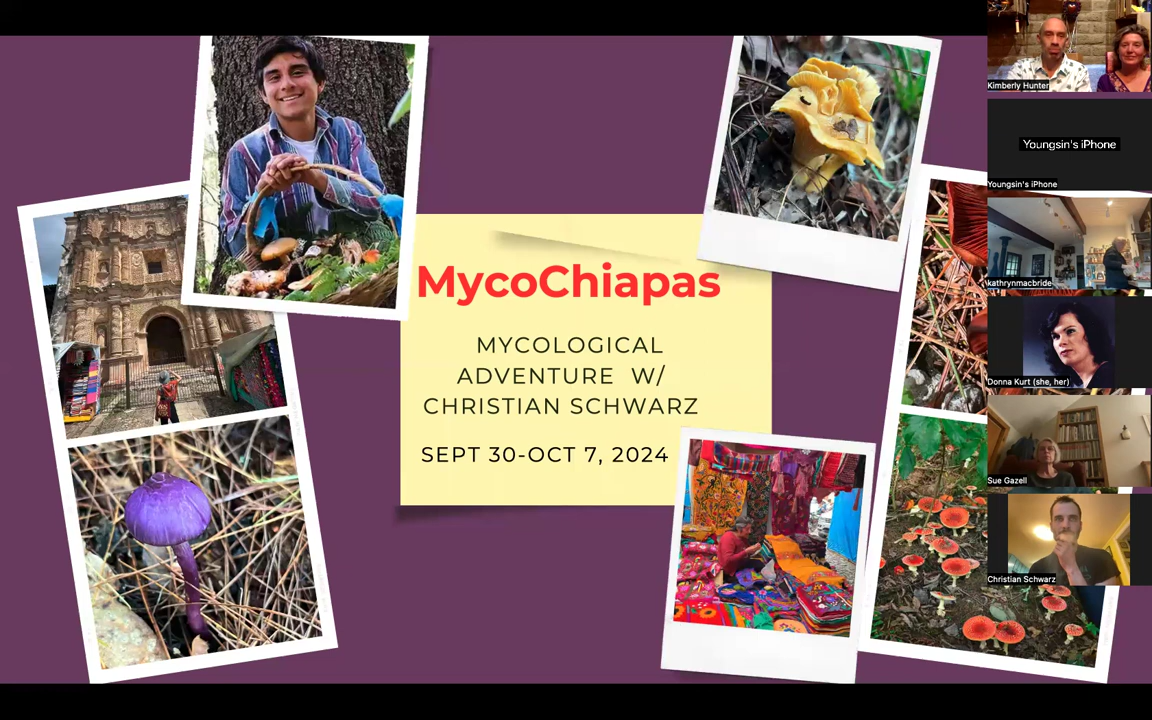 MycoChiapas
MYCOLOGICAL
ADVENTURE W/
CHRISTIAN SCHWARZ
SEPT 30-OCT 7, 2024
Kimberly Hunter
Youngsin's iPhone
Youngsin's iPhone
kathrynmacbride
Donna Kurt (she, her)
Sue Gazell
Christian Schwarz